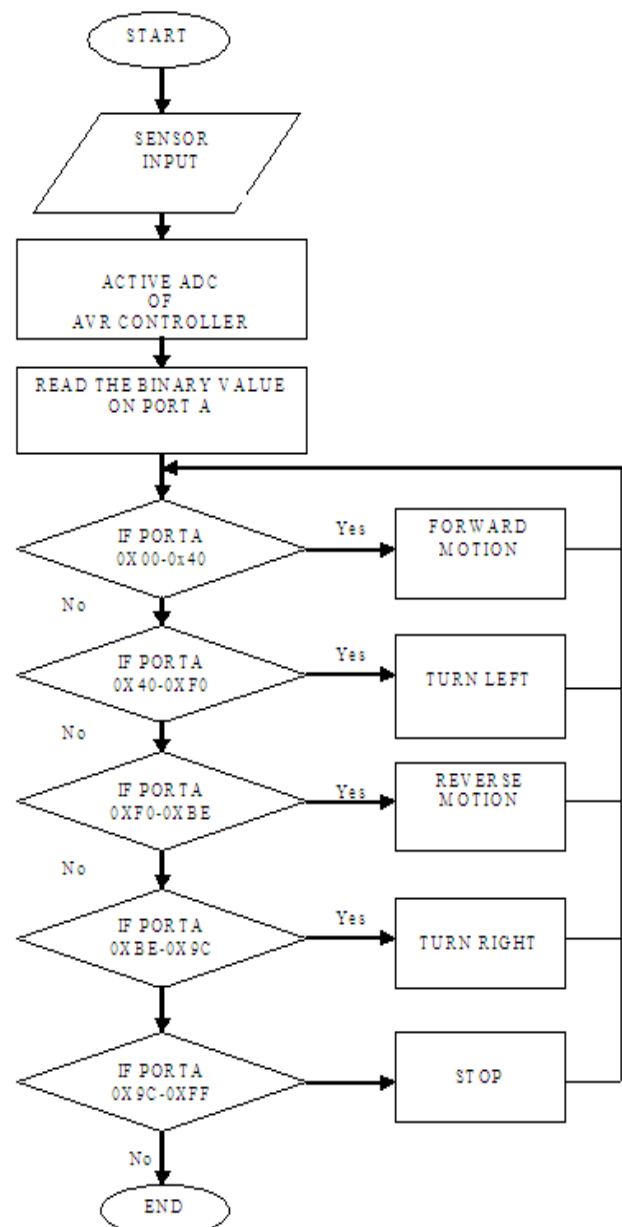 START
SENSOR
INPUT
ACTIVE ADC
OF
AVR CONTROLLER
READ THE BINARY VALUE
ON PORT A
IF PORTA
0X00-0x40
Yes
FORWARD
MOTION
No
IF PORTA
0X40-0XF0
Yes
TURN LEFT
No
IF PORTA
0XF0-0XBE
Yes
REVERSE
MOTION
No
IF PORTA
0XBE-0X9C
Yes
TURN RIGHT
IF PORTA
0X9C-0XFF
STOP
No
END